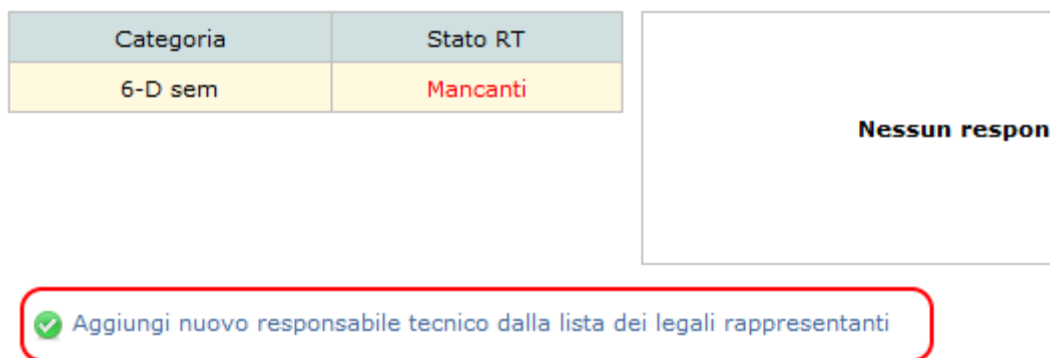 Categoria Stato RT
6-D sem Mancanti
Nessun respon
Aggiungi nuovo responsabile tecnico dalla lista dei legali rappresentanti